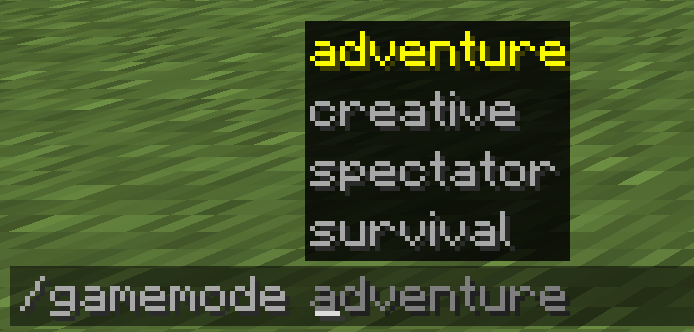 adventure
creative
spectator
survival
/gamemode adventure